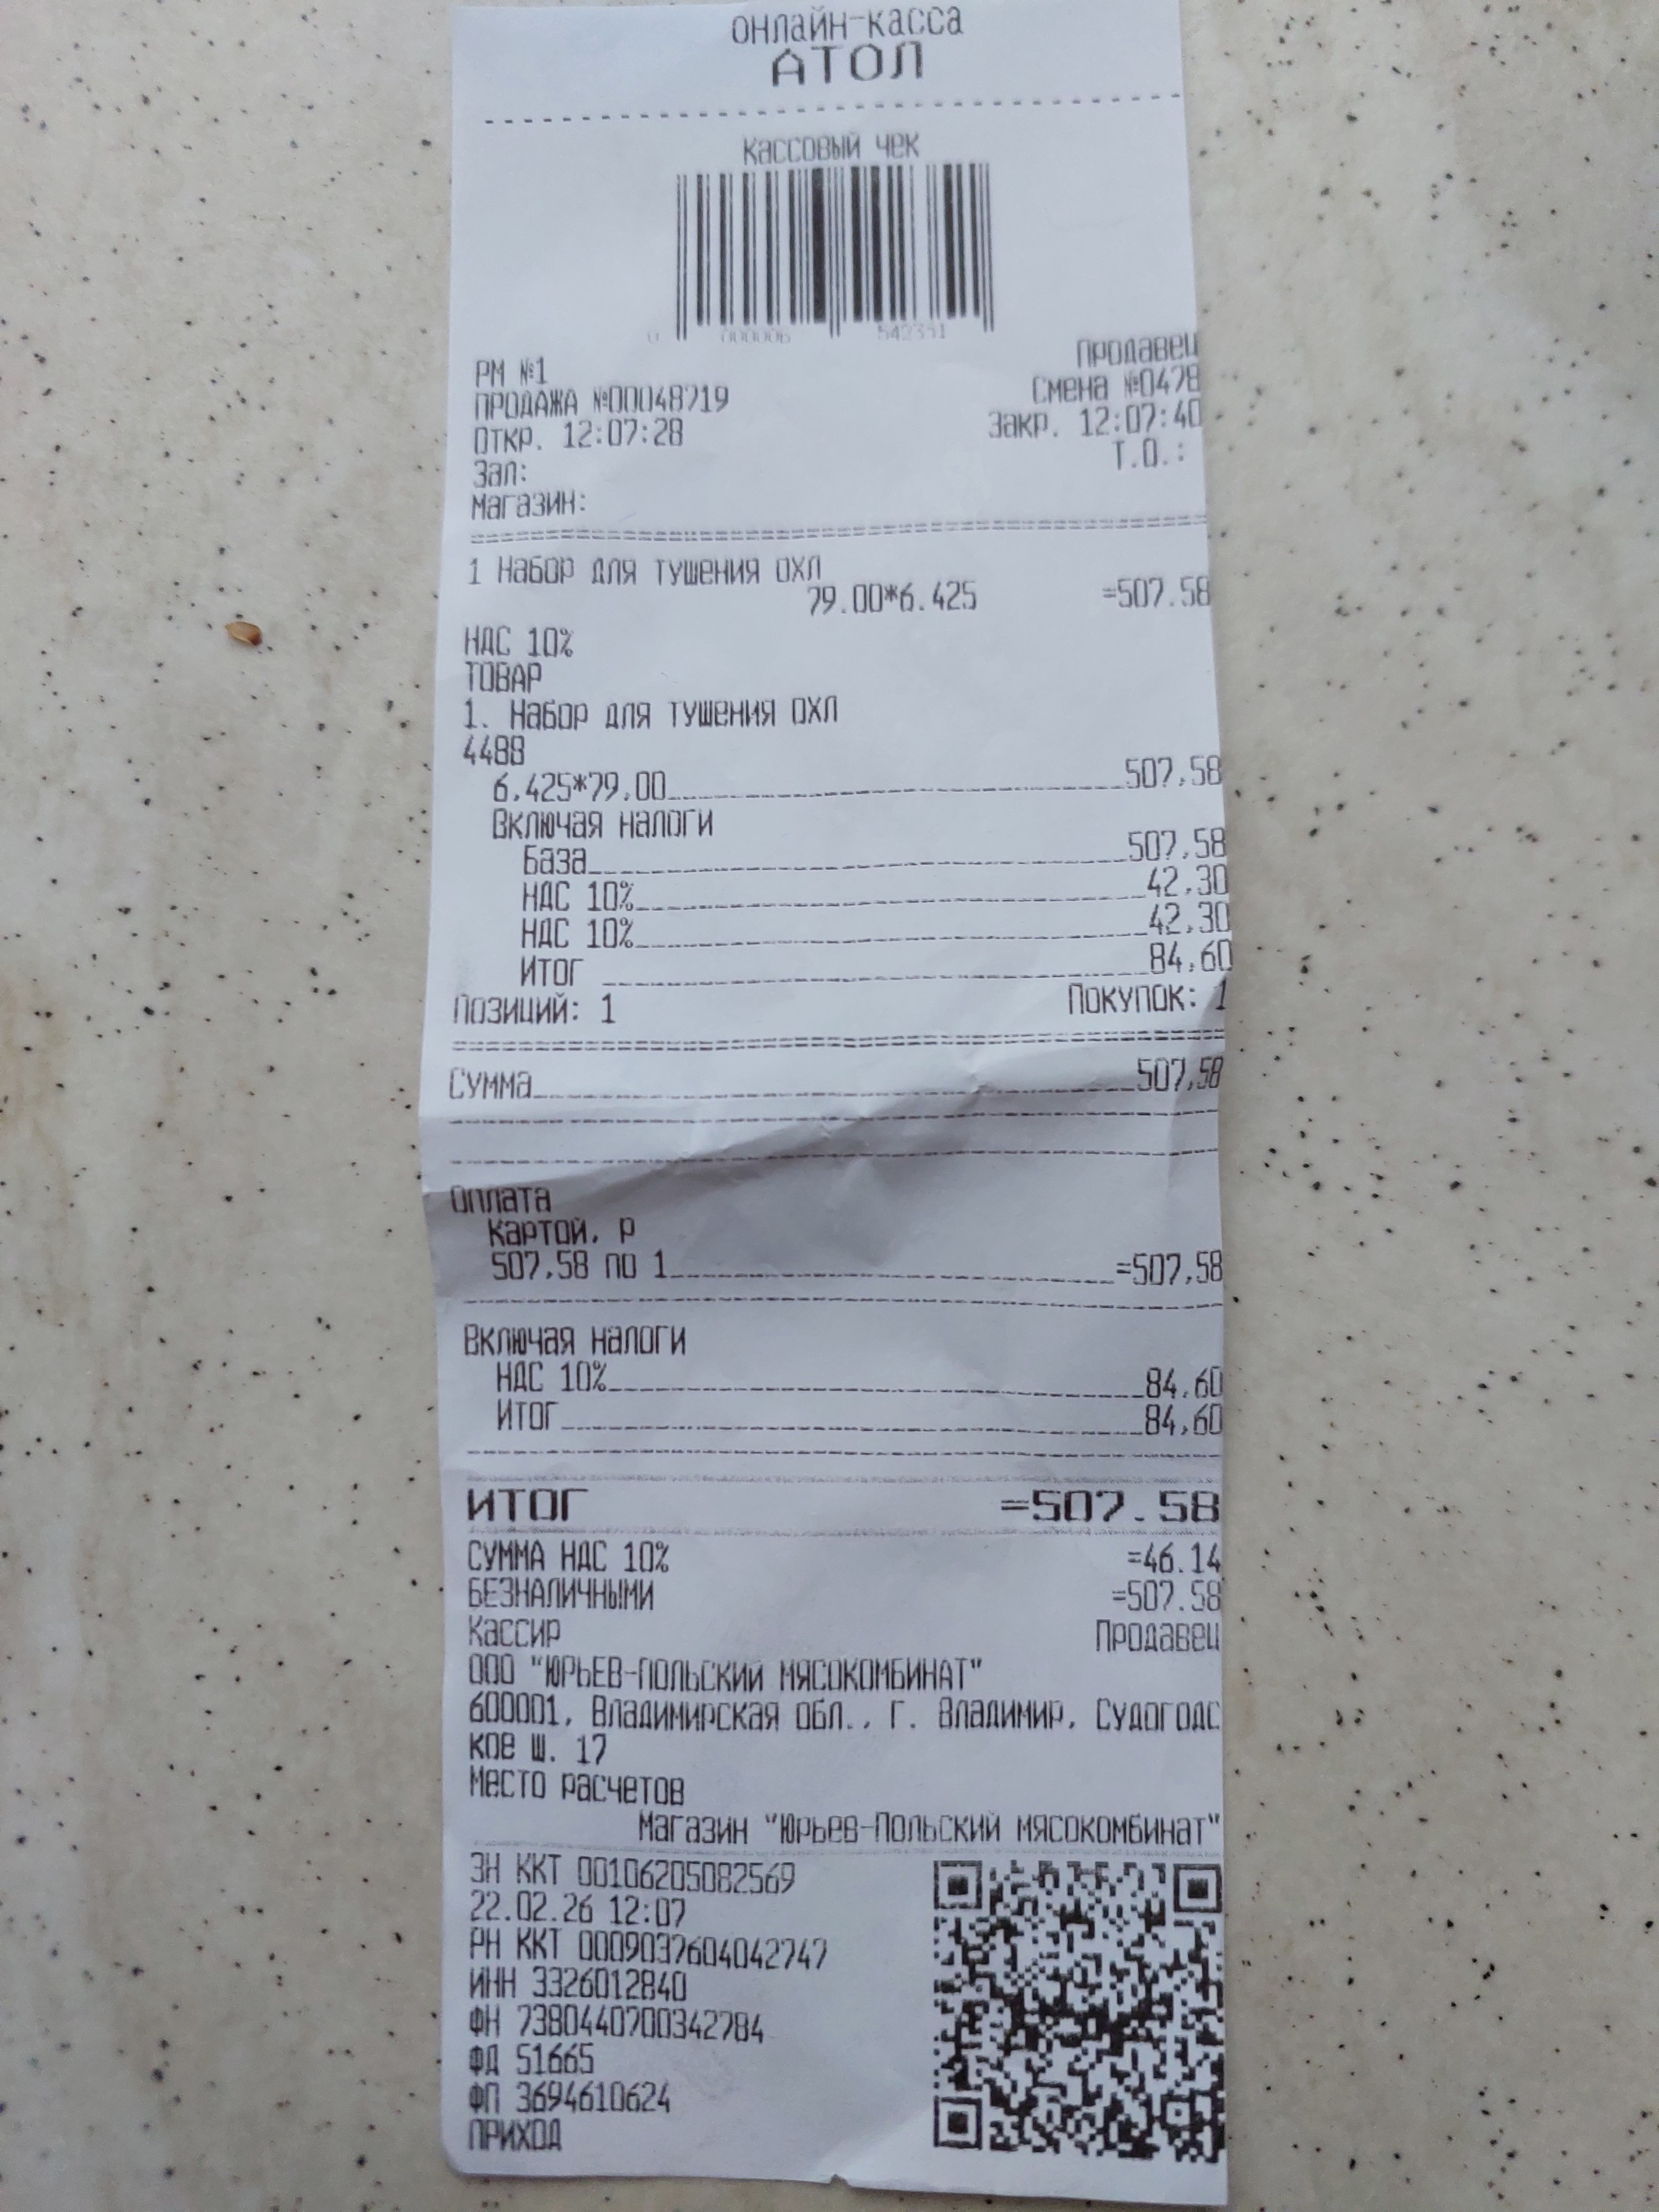 онлайн-касса
АТОЛ
Кассовый чек
0 000006 542351
РМ №1 Продавец
ПРОДАЖА №00048719 Смена №0478
Откр. 12:07:28 Закр. 12:07:40
Зал: Т.О.:
Магазин:
1 Набор для тушения охл
79.00*6.425 =507.58
НДС 10%
ТОВАР
1. Набор для тушения охл
4488
6,425*79,00 507,58
Включая налоги
База 507,58
НДС 10% 42,30
НДС 10% 42,30
Итог 84,60
Позиций: 1 Покупок: 1
Сумма 507,58
Оплата
Картой, Р
507,58 по 1 =507,58
Включая налоги
НДС 10% 84,60
Итог 84,60
ИТОГ =507.58
СУММА НДС 10% =46.14
БЕЗНАЛИЧНЫМИ =507.58
Кассир Продавец
ООО "ЮРЬЕВ-ПОЛЬСКИЙ МЯСОКОМБИНАТ"
600001, Владимирская обл., г. Владимир, Судогодс
кое ш. 17
Место расчетов
Магазин "Юрьев-Польский мясокомбинат"
ЗН ККТ 00106205082569
22.02.26 12:07
РН ККТ 0009037604042747
ИНН 3326012840
ФН 7380440700342784
ФД 51665
ФП 3694610624
ПРИХОД